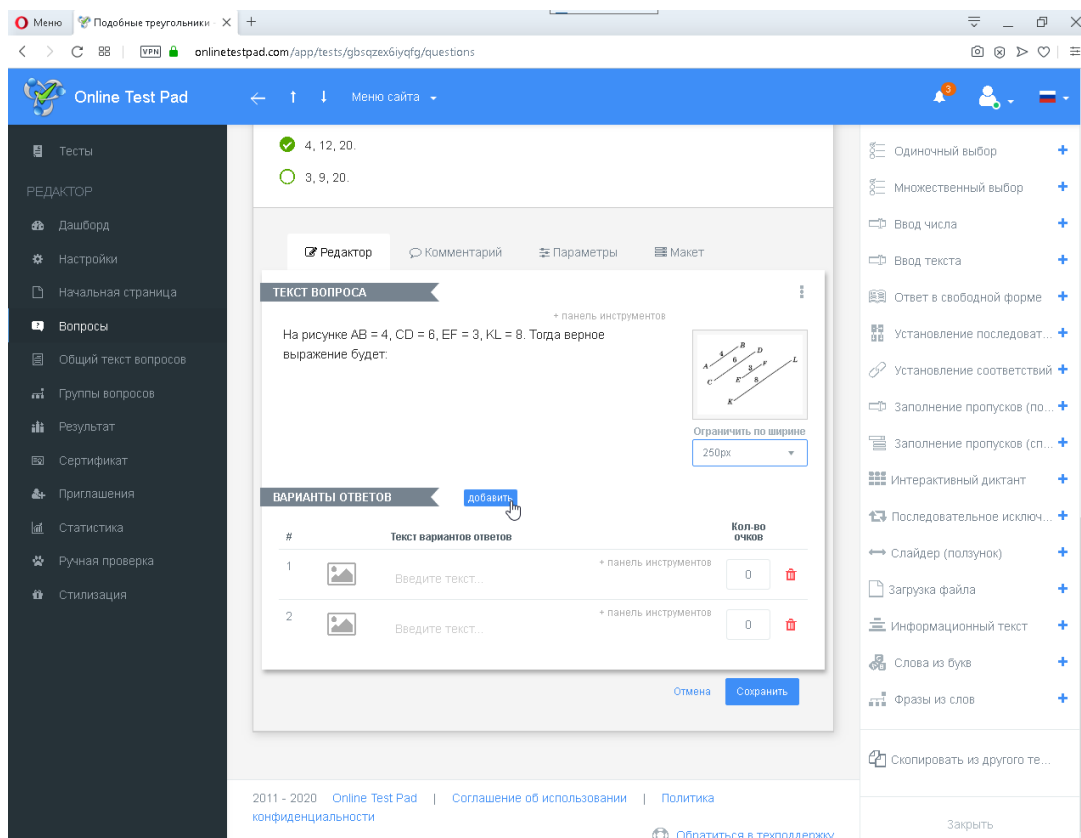 Меню
Подобные треугольники -
VPN
onlinetestpad.com/app/tests/gbsqzex6iyqfg/questions
Online Test Pad
Меню сайта
3
Тесты
РЕДАКТОР
Дашборд
Настройки
Начальная страница
Вопросы
Общий текст вопросов
Группы вопросов
Результат
Сертификат
Приглашения
Статистика
Ручная проверка
Стилизация
4, 12, 20.
3, 9, 20.
Редактор
Комментарий
Параметры
Макет
ТЕКСТ ВОПРОСА
+ панель инструментов
На рисунке AB = 4, CD = 6, EF = 3, KL = 8. Тогда верное
выражение будет:
A 4 B
C 6 D
E 3 F
K 8 L
Ограничить по ширине
250px
ВАРИАНТЫ ОТВЕТОВ
добавить
# Текст вариантов ответов Кол-во
очков
1 Введите текст... + панель инструментов 0
2 Введите текст... + панель инструментов 0
Отмена
Сохранить
2011 - 2020 Online Test Pad | Соглашение об использовании | Политика
конфиденциальности
Обратиться в техподдержку
Одиночный выбор
Множественный выбор
Ввод числа
Ввод текста
Ответ в свободной форме
Установление последоват...
Установление соответствий
Заполнение пропусков (по...
Заполнение пропусков (сп...
Интерактивный диктант
Последовательное исключ...
Слайдер (ползунок)
Загрузка файла
Информационный текст
Слова из букв
Фразы из слов
Скопировать из другого те...
Закрыть